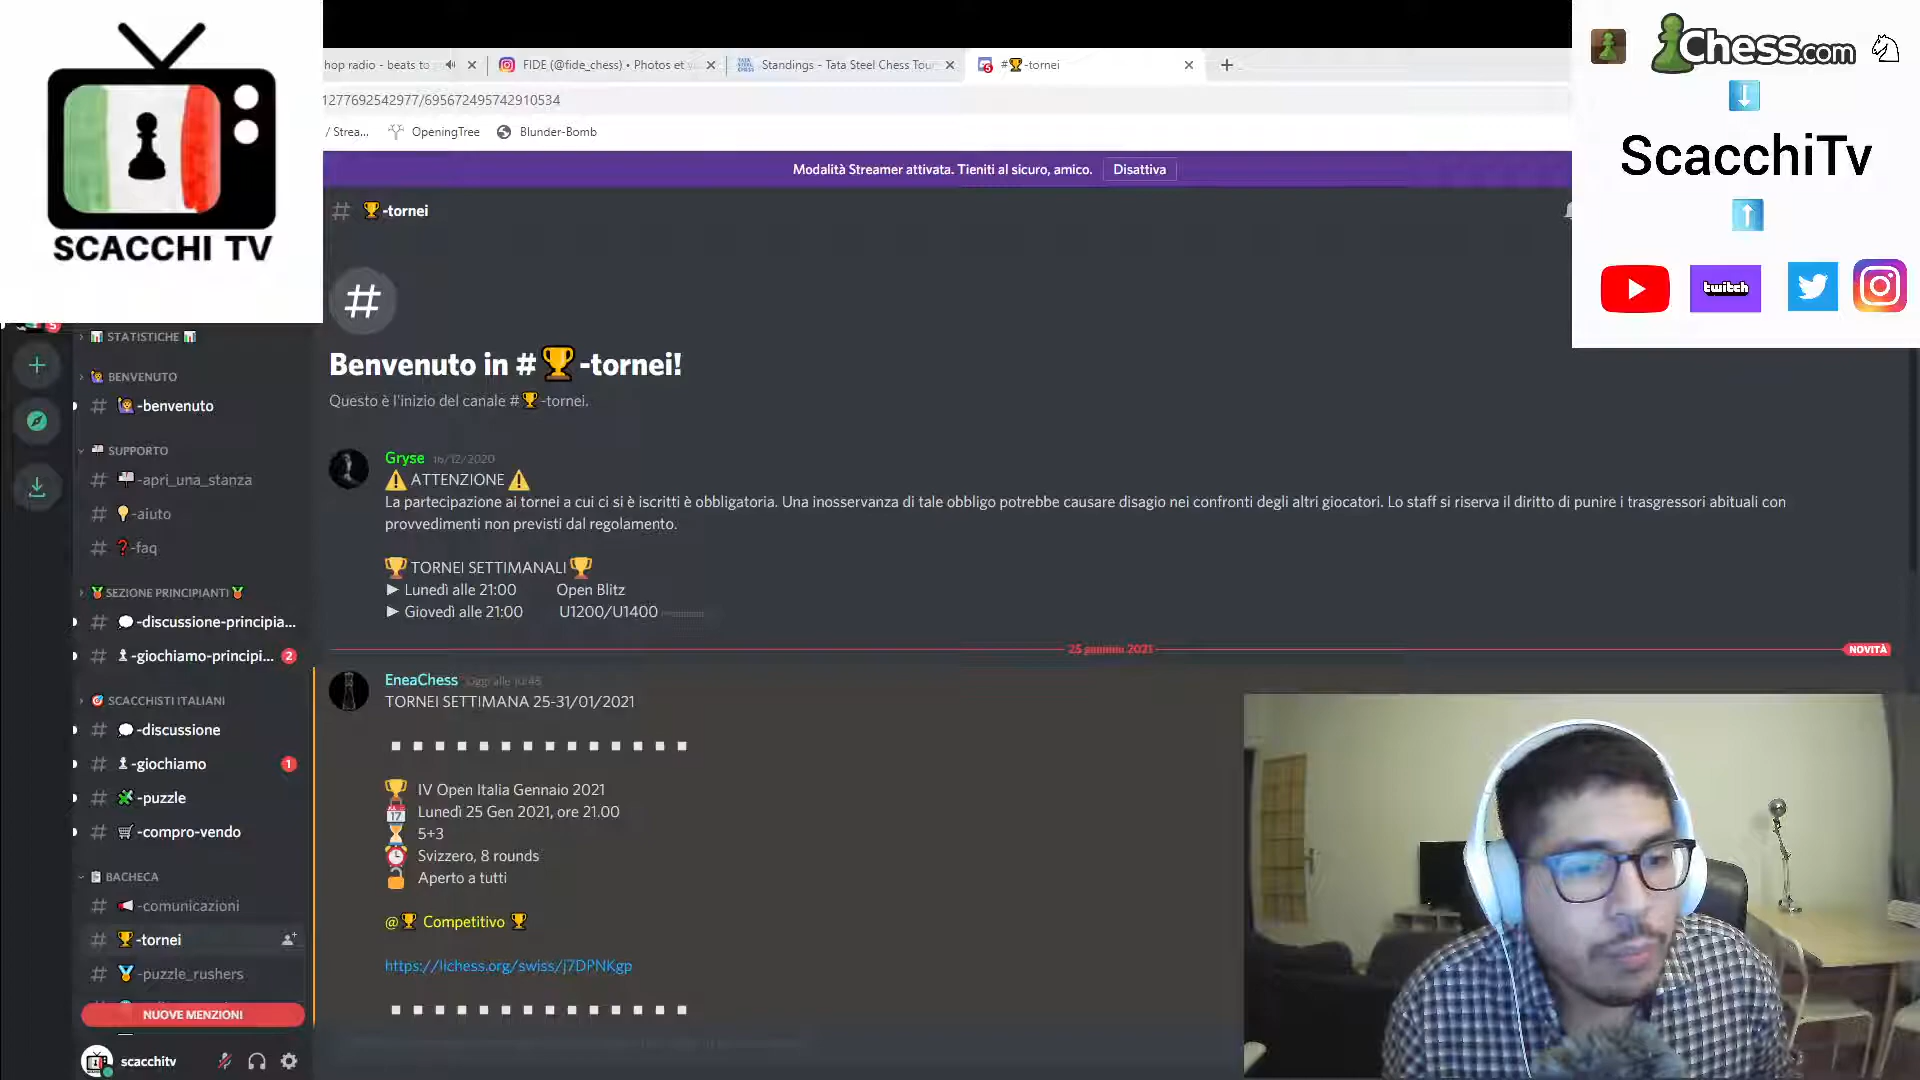 SCACCHI TV
hop radio - beats to
FIDE (@fide_chess) • Photos et v
Standings - Tata Steel Chess Tour
#🏆-tornei
1277692542977/695672495742910534
/ Strea...
OpeningTree
Blunder-Bomb
Modalità Streamer attivata. Tieniti al sicuro, amico.
Disattiva
Chess.com
ScacchiTv
twitch
# 🏆-tornei
#
Benvenuto in #🏆-tornei!
Questo è l'inizio del canale #🏆-tornei.
5
STATISTICHE
BENVENUTO
# -benvenuto
SUPPORTO
# -apri_una_stanza
# -aiuto
# ❓-faq
SEZIONE PRINCIPIANTI
# -discussione-principia...
# -giochiamo-principi... 2
SCACCHISTI ITALIANI
# -discussione
# -giochiamo 1
# -puzzle
# -compro-vendo
BACHECA
# -comunicazioni
# 🏆-tornei
# -puzzle_rushers
NUOVE MENZIONI
scacchitv
Gryse 16/12/2020
⚠ ATTENZIONE ⚠
La partecipazione ai tornei a cui ci si è iscritti è obbligatoria. Una inosservanza di tale obbligo potrebbe causare disagio nei confronti degli altri giocatori. Lo staff si riserva il diritto di punire i trasgressori abituali con
provvedimenti non previsti dal regolamento.
🏆 TORNEI SETTIMANALI 🏆
► Lunedì alle 21:00 Open Blitz
► Giovedì alle 21:00 U1200/U1400
25 gennaio 2021
NOVITÀ
EneaChess Oggi alle 10:45
TORNEI SETTIMANA 25-31/01/2021
🏆 IV Open Italia Gennaio 2021
Lunedì 25 Gen 2021, ore 21.00
5+3
Svizzero, 8 rounds
Aperto a tutti
@🏆 Competitivo 🏆
https://lichess.org/swiss/j7DPNKgp